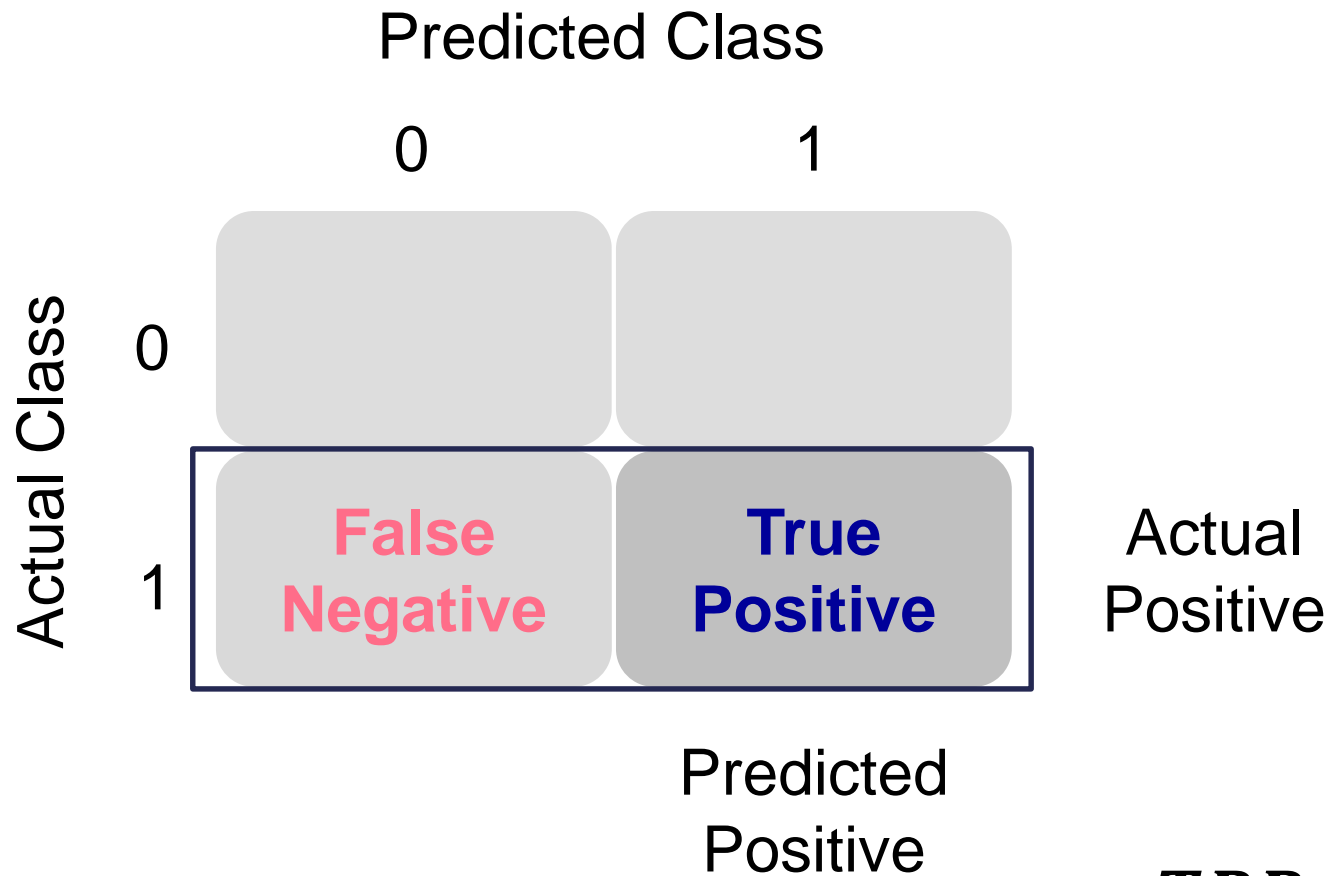 Predicted Class
0 1
Actual Class
0
1
False
Negative
True
Positive
Actual
Positive
Predicted
Positive